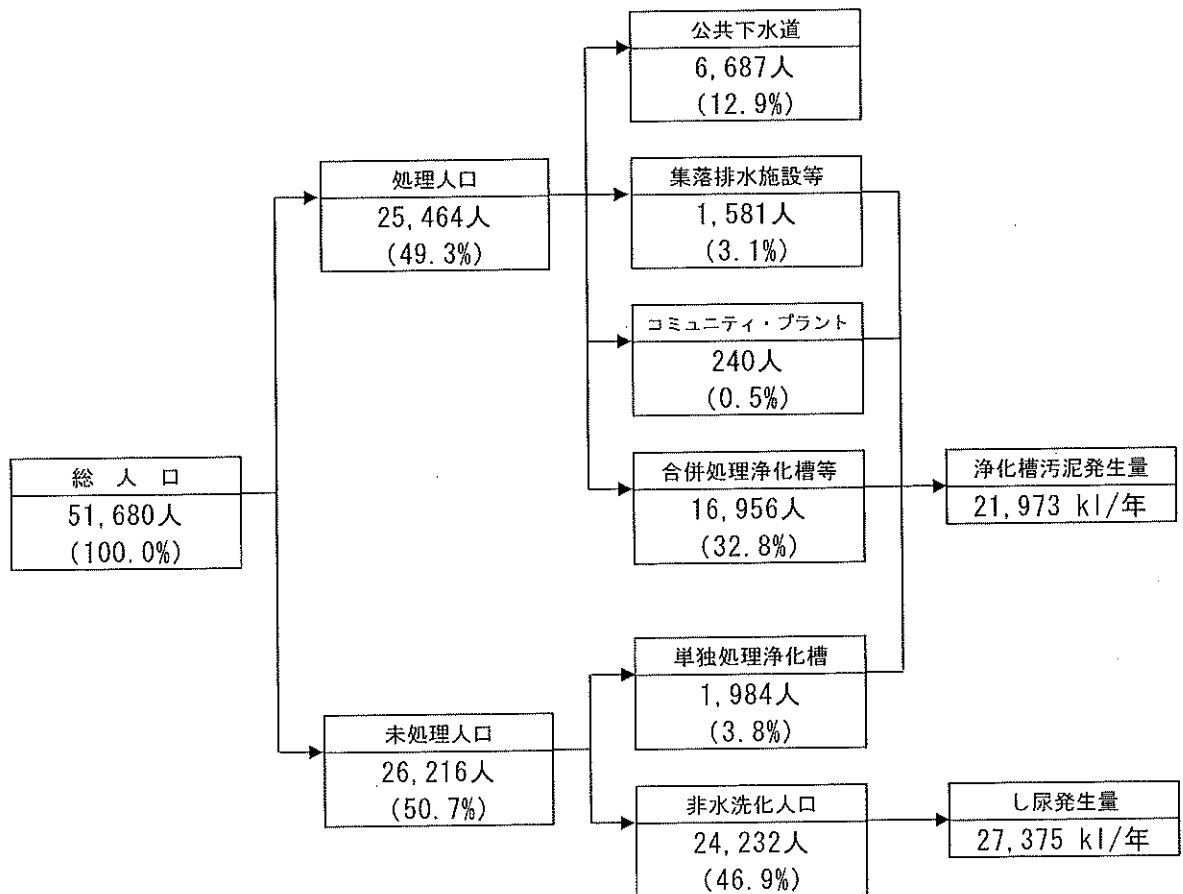 公共下水道
6,687人
(12.9%)
処理人口
25,464人
(49.3%)
集落排水施設等
1,581人
(3.1%)
コミュニティ・プラント
240人
(0.5%)
総 人 口
51,680人
(100.0%)
合併処理浄化槽等
16,956人
(32.8%)
浄化槽汚泥発生量
21,973 kl/年
単独処理浄化槽
1,984人
(3.8%)
未処理人口
26,216人
(50.7%)
非水洗化人口
24,232人
(46.9%)
し尿発生量
27,375 kl/年